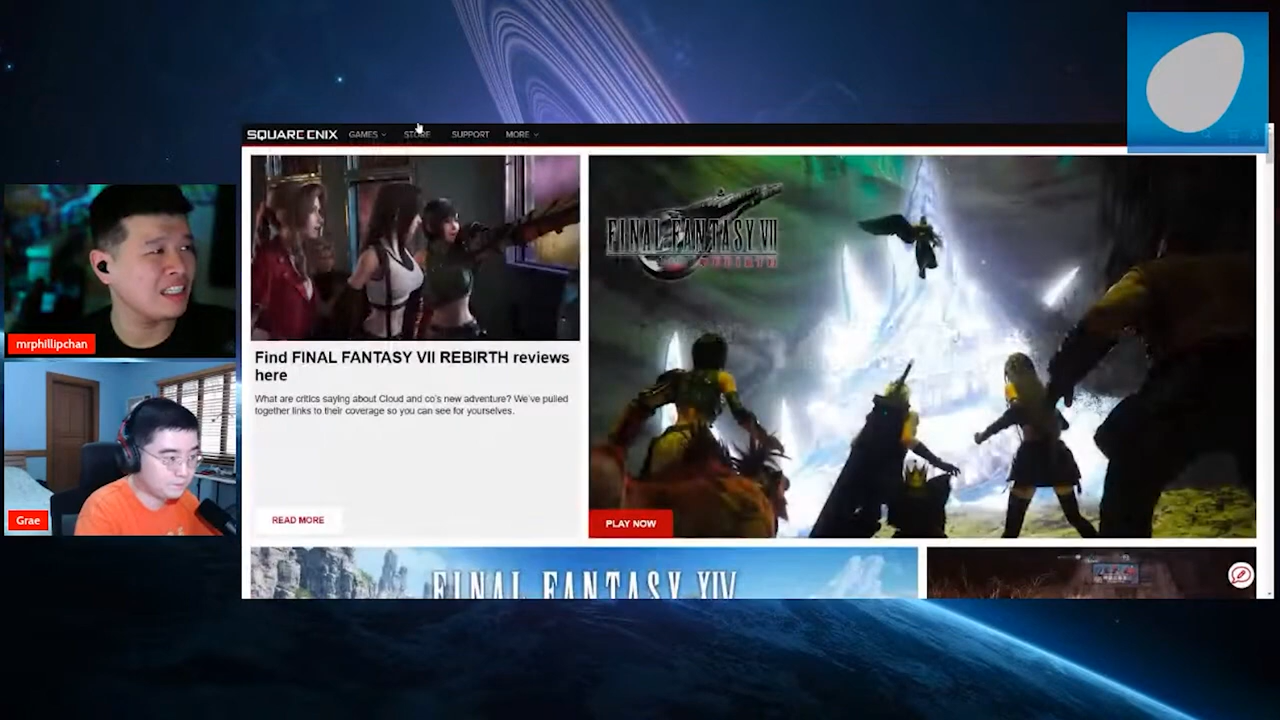 SQUARE ENIX GAMES STORE SUPPORT MORE
FINAL FANTASY VII
REBIRTH
mrphillipchan
Find FINAL FANTASY VII REBIRTH reviews
here
What are critics saying about Cloud and co's new adventure? We've pulled
together links to their coverage so you can see for yourselves.
Grae
READ MORE
PLAY NOW
FINAL FANTASY XIV